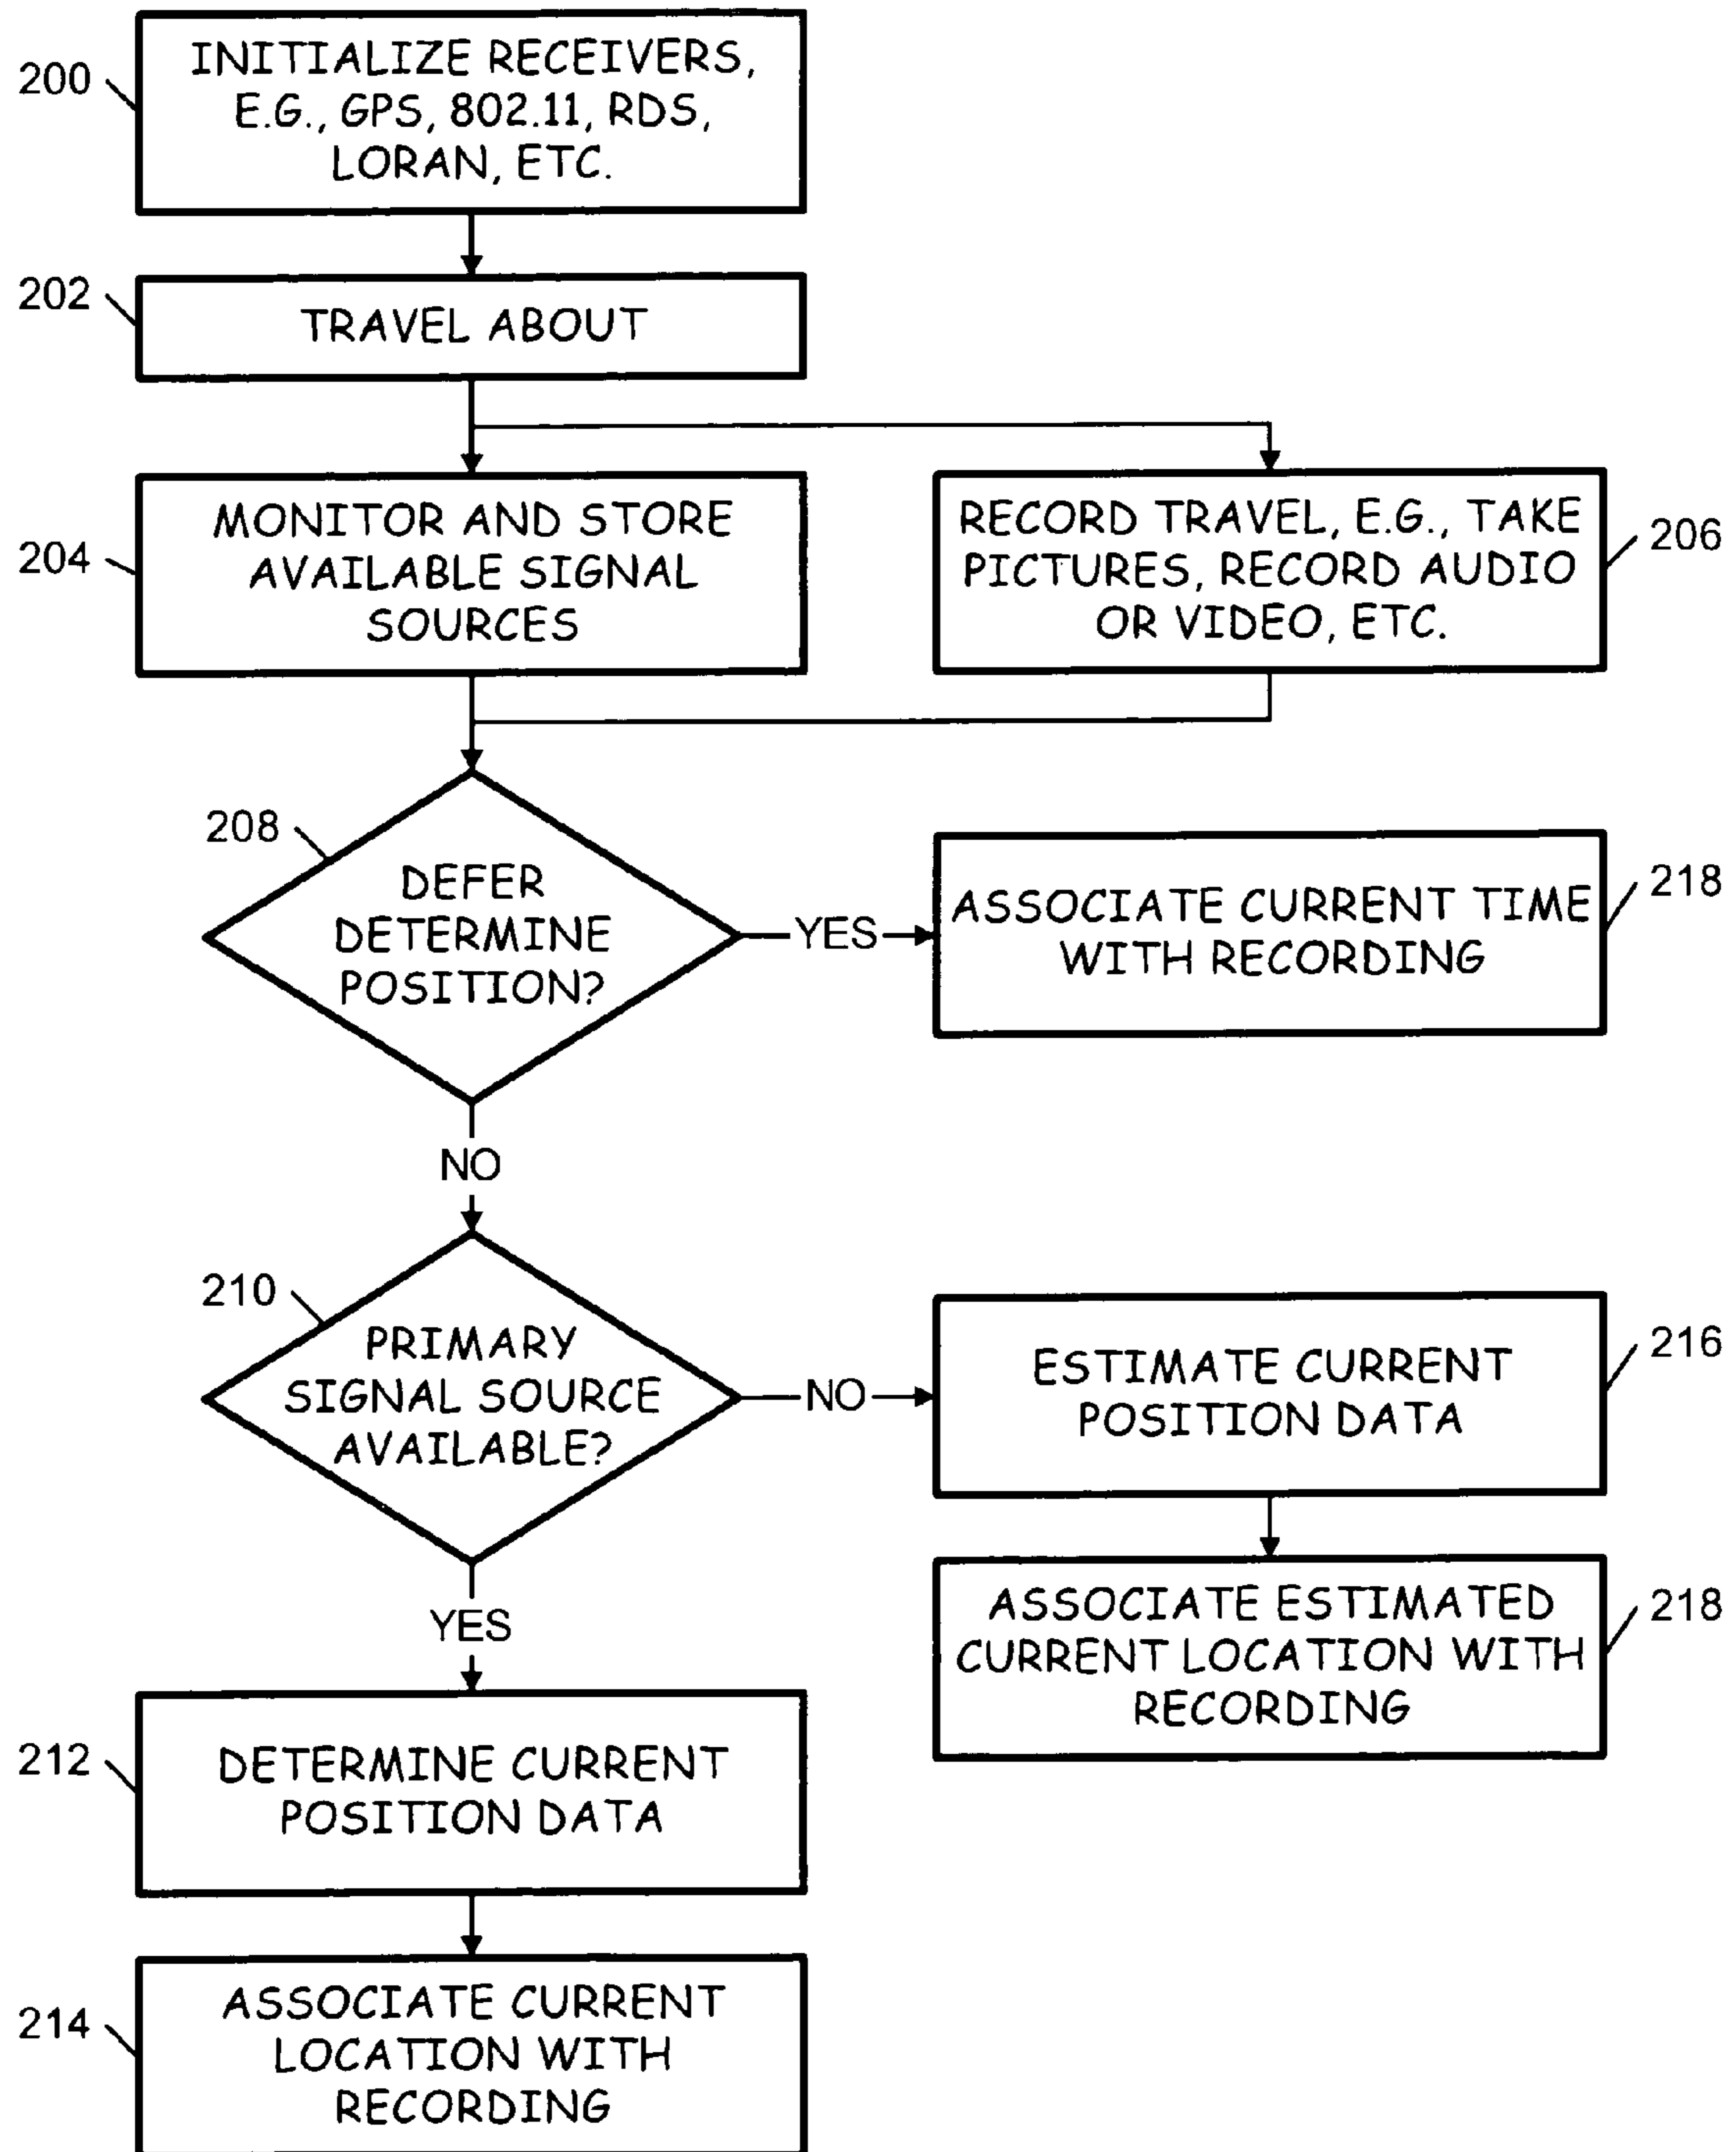 200
INITIALIZE RECEIVERS,
E.G., GPS, 802.11, RDS,
LORAN, ETC.
202
TRAVEL ABOUT
204
MONITOR AND STORE
AVAILABLE SIGNAL
SOURCES
RECORD TRAVEL, E.G., TAKE
PICTURES, RECORD AUDIO
OR VIDEO, ETC.
206
208
DEFER
DETERMINE
POSITION?
YES
ASSOCIATE CURRENT TIME
WITH RECORDING
218
NO
210
PRIMARY
SIGNAL SOURCE
AVAILABLE?
NO
ESTIMATE CURRENT
POSITION DATA
216
YES
ASSOCIATE ESTIMATED
CURRENT LOCATION WITH
RECORDING
218
212
DETERMINE CURRENT
POSITION DATA
214
ASSOCIATE CURRENT
LOCATION WITH
RECORDING